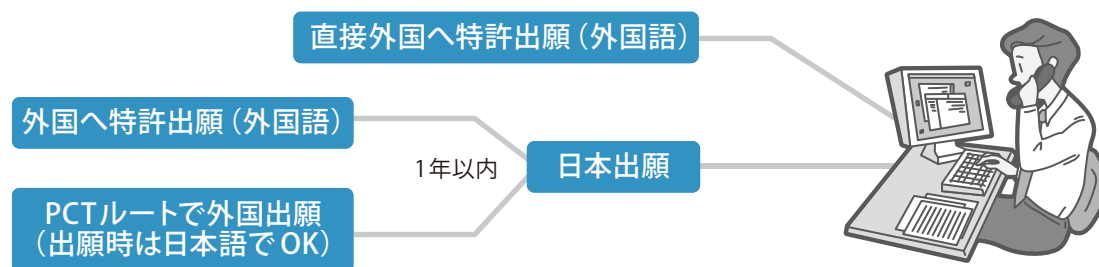 直接外国へ特許出願（外国語）
外国へ特許出願（外国語）
1年以内
日本出願
PCTルートで外国出願
（出願時は日本語でOK）